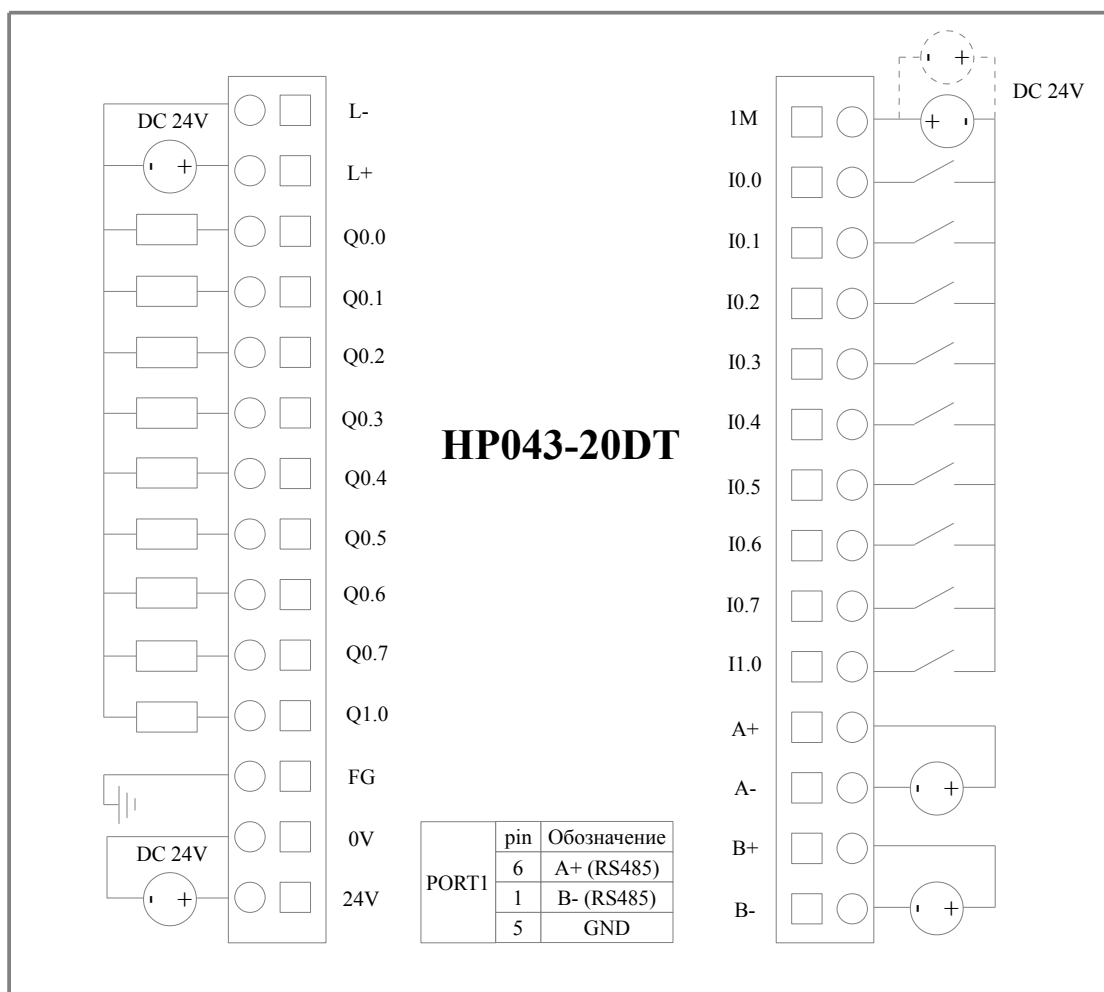 DC 24V
L-
L+
Q0.0
Q0.1
Q0.2
Q0.3
Q0.4
Q0.5
Q0.6
Q0.7
Q1.0
FG
0V
DC 24V
24V
HP043-20DT
PORT1
pin Обозначение
6 A+ (RS485)
1 B- (RS485)
5 GND
DC 24V
1M
I0.0
I0.1
I0.2
I0.3
I0.4
I0.5
I0.6
I0.7
I1.0
A+
A-
B+
B-